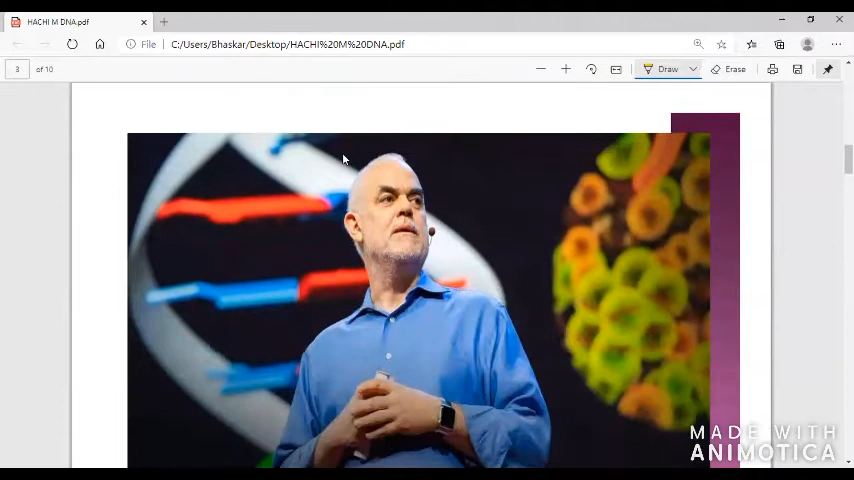 HACHI M DNA.pdf
File
C:/Users/Bhaskar/Desktop/HACHI%20M%20DNA.pdf
3
of 10
Draw
Erase
MADE WITH
ANIMOTICA